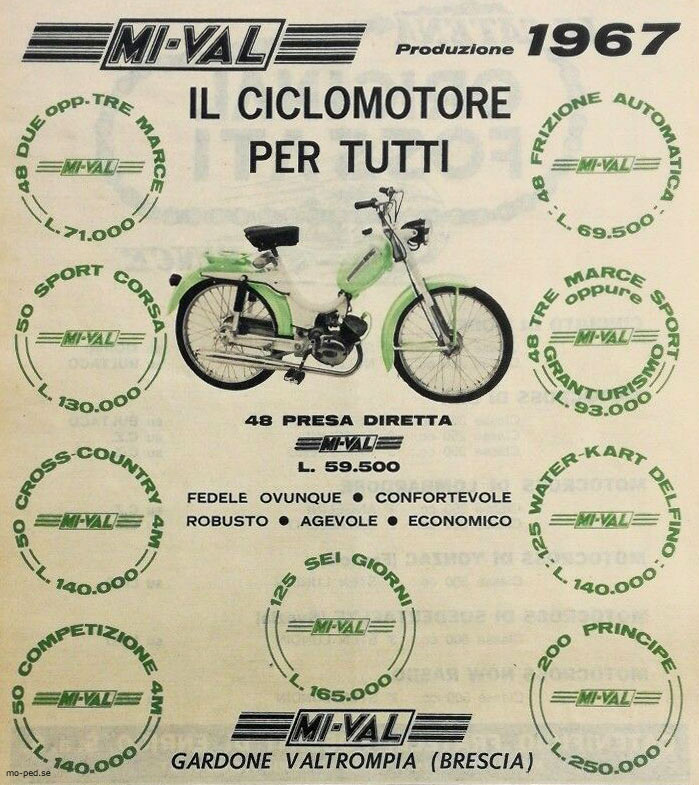 MI-VAL
Produzione 1967
IL CICLOMOTORE
PER TUTTI
48 DUE opp. TRE MARCE
MI-VAL
L. 71.000
48 FRIZIONE AUTOMATICA
MI-VAL
L. 69.500
50 SPORT CORSA
MI-VAL
L. 130.000
48 TRE MARCE SPORT
oppure
MI-VAL
GRANTURISMO
L. 93.000
48 PRESA DIRETTA
MI-VAL
L. 59.500
FEDELE OVUNQUE ● CONFORTEVOLE
ROBUSTO ● AGEVOLE ● ECONOMICO
50 CROSS-COUNTRY 4M
MI-VAL
L. 140.000
125 WATER-KART DELFINO
MI-VAL
L. 140.000
125 SEI GIORNI
MI-VAL
L. 165.000
50 COMPETIZIONE 4M
MI-VAL
L. 140.000
200 PRINCIPE
MI-VAL
L. 250.000
MI-VAL
GARDONE VALTROMPIA (BRESCIA)
mo-ped.se